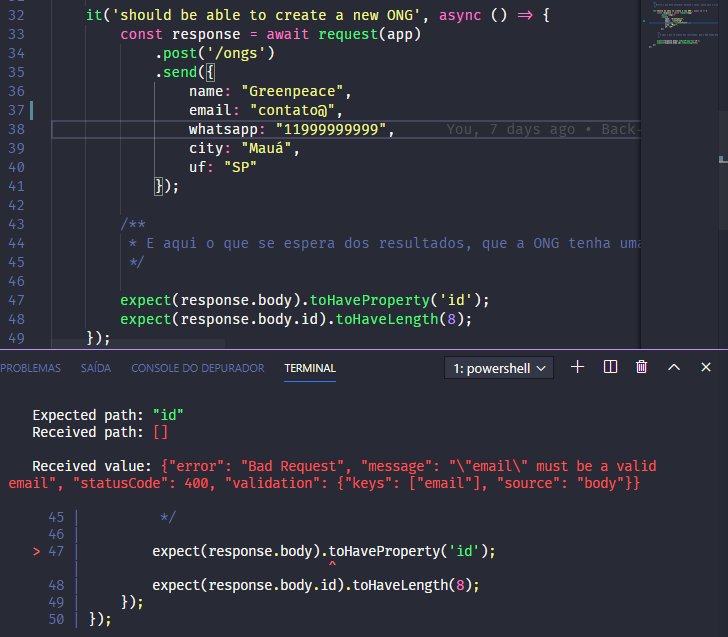 32 it('should be able to create a new ONG', async () => {
33 const response = await request(app)
34 .post('/ongs')
35 .send({
36 name: "Greenpeace",
37 email: "contato@",
38 whatsapp: "11999999999", You, 7 days ago • Back-
39 city: "Mauá",
40 uf: "SP"
41 });
42
43 /**
44 * E aqui o que se espera dos resultados, que a ONG tenha uma
45 */
46
47 expect(response.body).toHaveProperty('id');
48 expect(response.body.id).toHaveLength(8);
49 });
PROBLEMAS SAÍDA CONSOLE DO DEPURADOR TERMINAL 1: powershell
Expected path: "id"
Received path: []
Received value: {"error": "Bad Request", "message": "\"email\" must be a valid
email", "statusCode": 400, "validation": {"keys": ["email"], "source": "body"}}
45 | */
46 |
> 47 | expect(response.body).toHaveProperty('id');
| ^
48 | expect(response.body.id).toHaveLength(8);
49 | });
50 | });